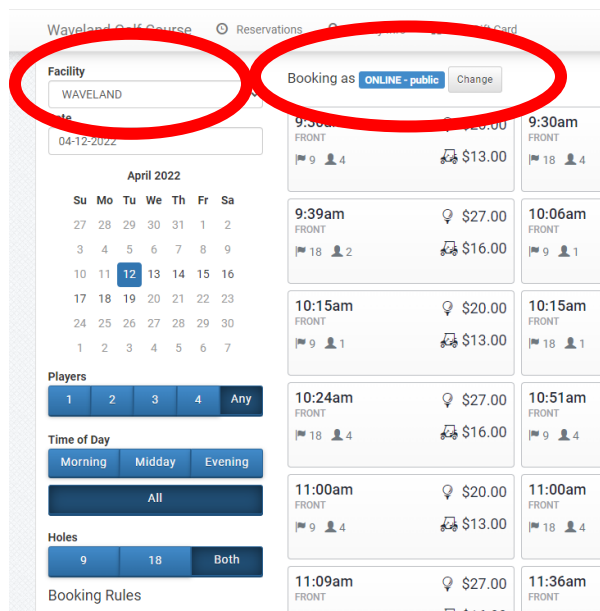 Waveland Golf Course Reservations
Facility
WAVELAND
Date
04-12-2022
April 2022
Su Mo Tu We Th Fr Sa
27 28 29 30 31 1 2
3 4 5 6 7 8 9
10 11 12 13 14 15 16
17 18 19 20 21 22 23
24 25 26 27 28 29 30
1 2 3 4 5 6 7
Players
1 2 3 4 Any
Time of Day
Morning Midday Evening
All
Holes
9 18 Both
Booking Rules
Booking as ONLINE - public Change
9:30am $20.00 9:30am
FRONT FRONT
9 4 $13.00 18 4
9:39am $27.00 10:06am
FRONT FRONT
18 2 $16.00 9 1
10:15am $20.00 10:15am
FRONT FRONT
9 1 $13.00 18 1
10:24am $27.00 10:51am
FRONT FRONT
18 4 $16.00 9 4
11:00am $20.00 11:00am
FRONT FRONT
9 4 $13.00 18 4
11:09am $27.00 11:36am
FRONT FRONT